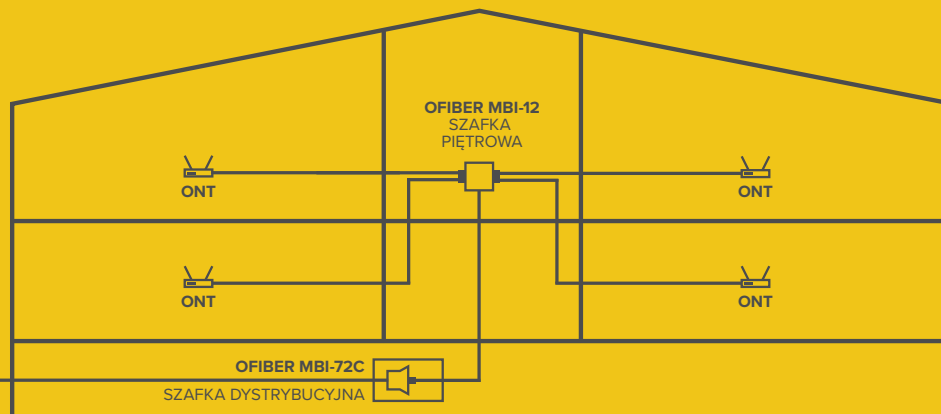 OFIBER MBI-12
SZAFKA
PIĘTROWA
ONT
ONT
ONT
ONT
OFIBER MBI-72C
SZAFKA DYSTRYBUCYJNA